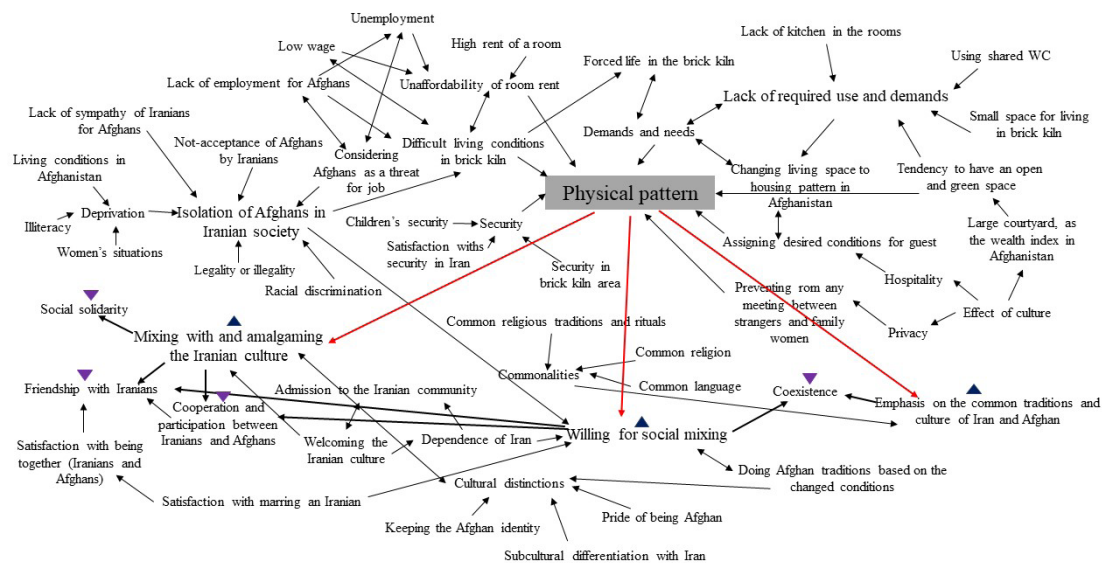 Unemployment
Low wage
High rent of a room
Lack of kitchen in the rooms
Forced life in the brick kiln
Using shared WC
Lack of employment for Afghans
Unaffordability of room rent
Lack of required use and demands
Lack of sympathy of Iranians
for Afghans
Small space for living
in brick kiln
Demands and needs
Not-acceptance of Afghans
by Iranians
Difficult living conditions
in brick kiln
Considering
Afghans as a threat
for job
Living conditions in
Afghanistan
Changing living space to
housing pattern in
Afghanistan
Tendency to have an open
and green space
Physical pattern
Deprivation
Isolation of Afghans in
Iranian society
Illiteracy
Children's security
Security
Large courtyard, as
the wealth index in
Afghanistan
Women's situations
Satisfaction withs
security in Iran
Assigning desired conditions for guest
Legality or illegality
Security in
brick kiln area
Racial discrimination
Hospitality
Preventing rom any
meeting between
strangers and family
women
Social solidarity
Effect of culture
Common religious traditions and rituals
Privacy
Mixing with and amalgaming
the Iranian culture
Common religion
Commonalities
Common language
Friendship with Iranians
Admission to the Iranian community
Coexistence
Emphasis on the common traditions and
culture of Iran and Afghan
Cooperation and
participation between
Iranians and Afghans
Welcoming the
Iranian culture
Dependence of Iran
Willing for social mixing
Satisfaction with being
together (Iranians and
Afghans)
Doing Afghan traditions based on the
changed conditions
Cultural distinctions
Satisfaction with marring an Iranian
Keeping the Afghan identity
Pride of being Afghan
Subcultural differentiation with Iran